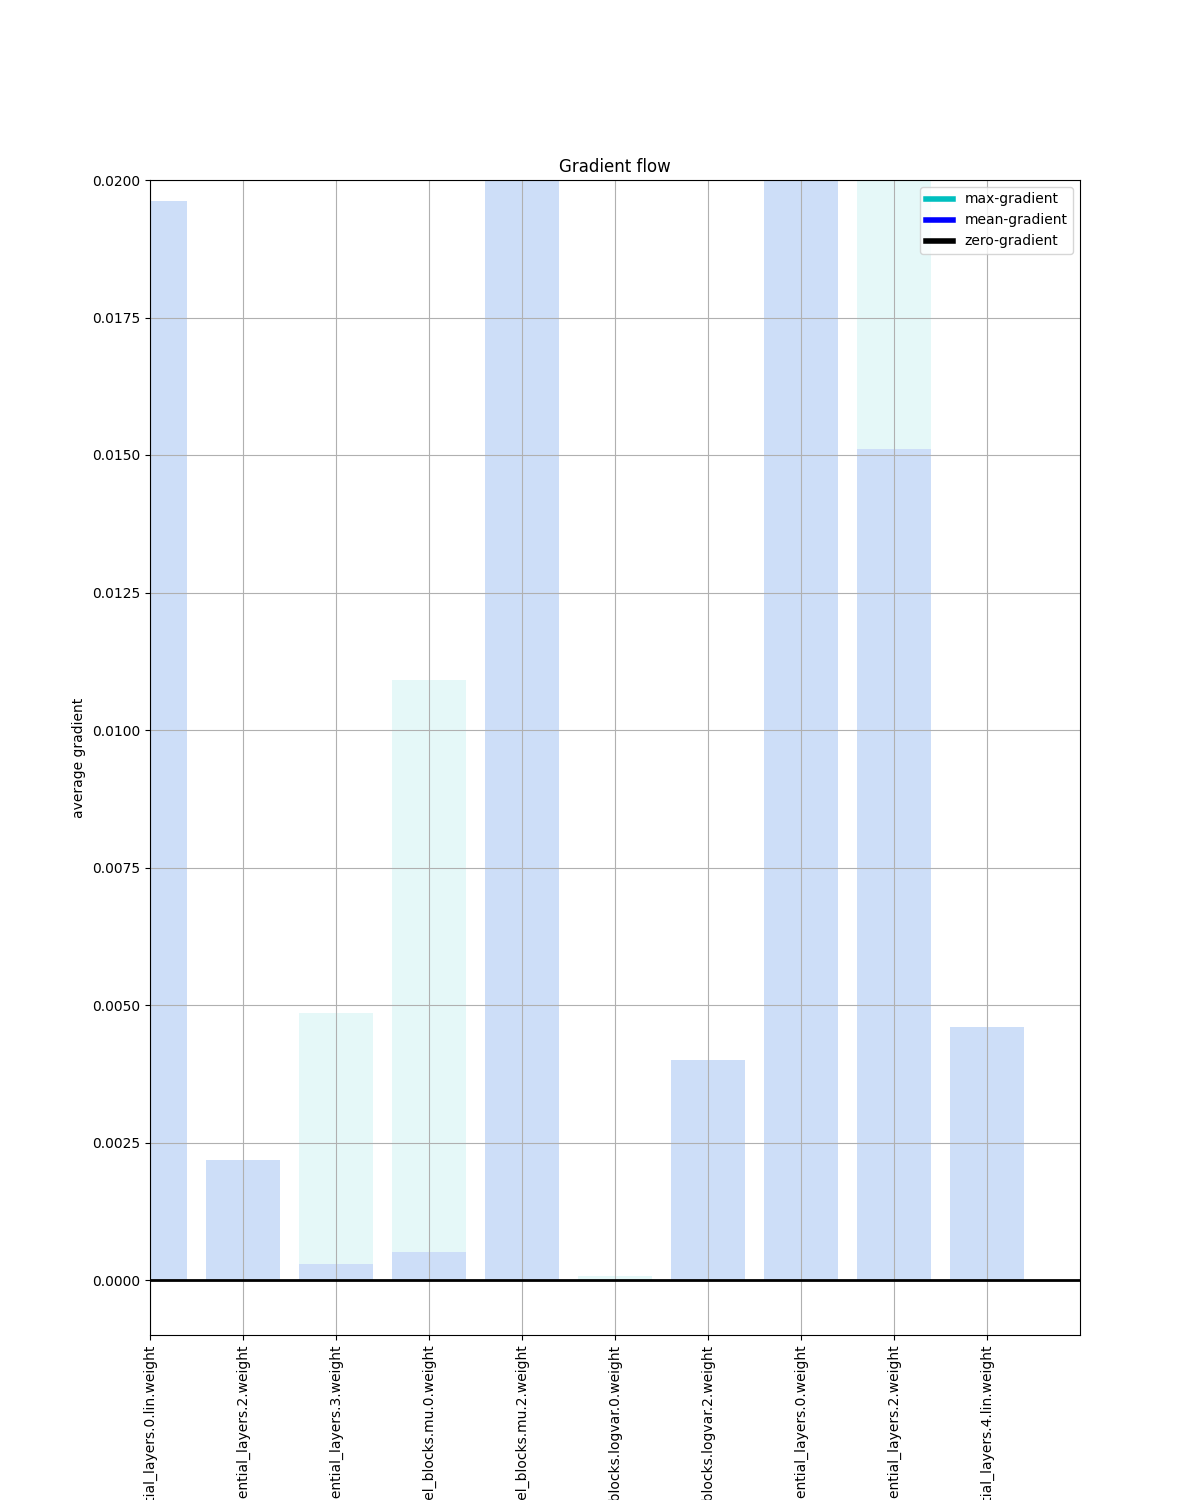 Gradient flow
max-gradient
mean-gradient
zero-gradient
0.0200
0.0175
0.0150
0.0125
0.0100
0.0075
0.0050
0.0025
0.0000
average gradient
tial_layers.0.lin.weight
ential_layers.2.weight
ential_layers.3.weight
el_blocks.mu.0.weight
el_blocks.mu.2.weight
blocks.logvar.0.weight
blocks.logvar.2.weight
ential_layers.0.weight
ential_layers.2.weight
tial_layers.4.lin.weight